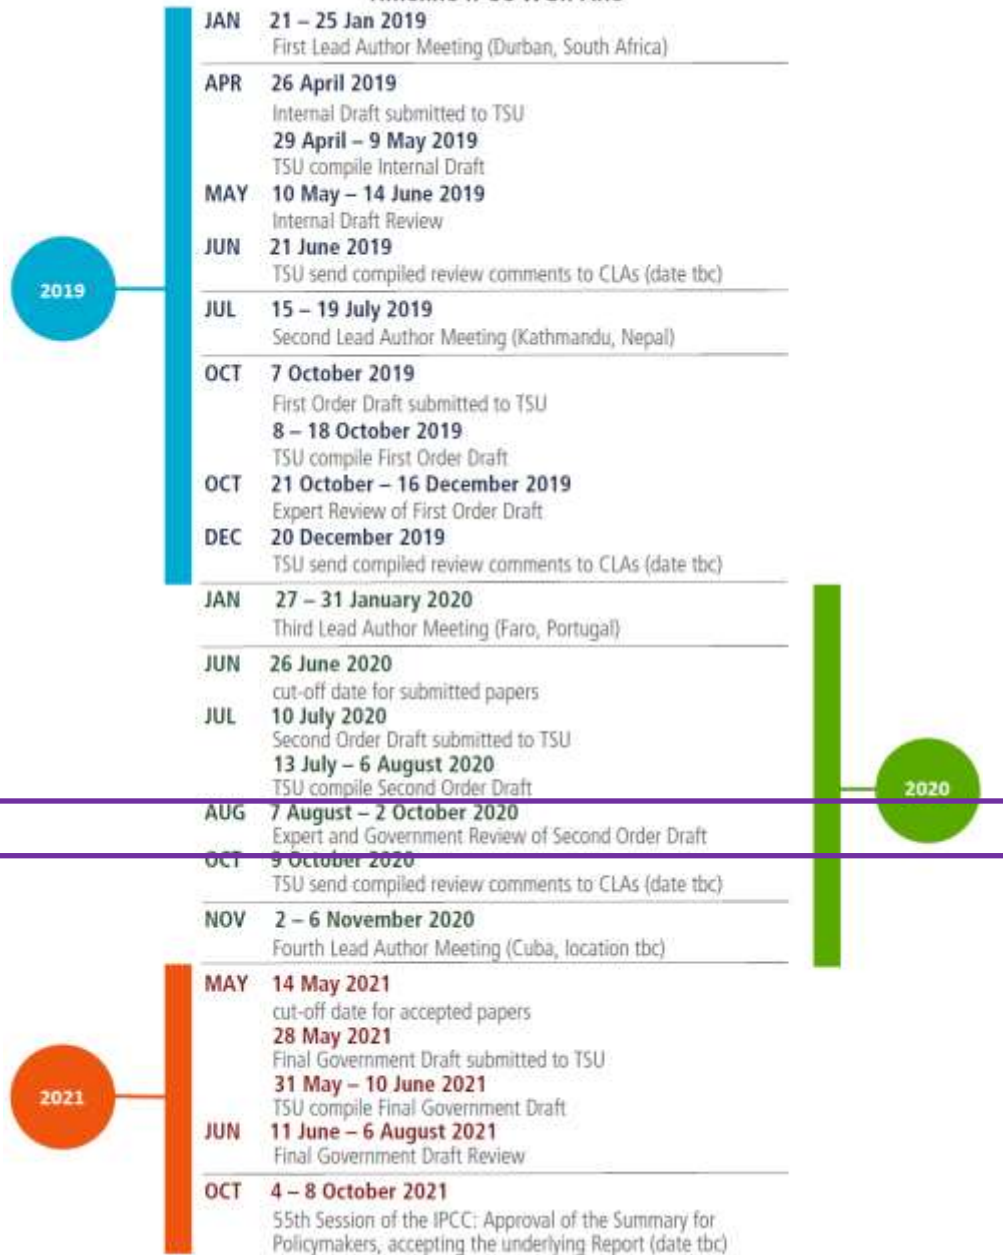 JAN 21 – 25 Jan 2019
First Lead Author Meeting (Durban, South Africa)
APR 26 April 2019
Internal Draft submitted to TSU
29 April – 9 May 2019
TSU compile Internal Draft
MAY 10 May – 14 June 2019
Internal Draft Review
JUN 21 June 2019
TSU send compiled review comments to CLAs (date tbc)
2019
JUL 15 – 19 July 2019
Second Lead Author Meeting (Kathmandu, Nepal)
OCT 7 October 2019
First Order Draft submitted to TSU
8 – 18 October 2019
TSU compile First Order Draft
OCT 21 October – 16 December 2019
Expert Review of First Order Draft
DEC 20 December 2019
TSU send compiled review comments to CLAs (date tbc)
JAN 27 – 31 January 2020
Third Lead Author Meeting (Faro, Portugal)
JUN 26 June 2020
cut-off date for submitted papers
JUL 10 July 2020
Second Order Draft submitted to TSU
13 July – 6 August 2020
TSU compile Second Order Draft
2020
AUG 7 August – 2 October 2020
Expert and Government Review of Second Order Draft
OCT 9 October 2020
TSU send compiled review comments to CLAs (date tbc)
NOV 2 – 6 November 2020
Fourth Lead Author Meeting (Cuba, location tbc)
MAY 14 May 2021
cut-off date for accepted papers
28 May 2021
Final Government Draft submitted to TSU
31 May – 10 June 2021
2021
TSU compile Final Government Draft
JUN 11 June – 6 August 2021
Final Government Draft Review
OCT 4 – 8 October 2021
55th Session of the IPCC: Approval of the Summary for
Policymakers, accepting the underlying Report (date tbc)